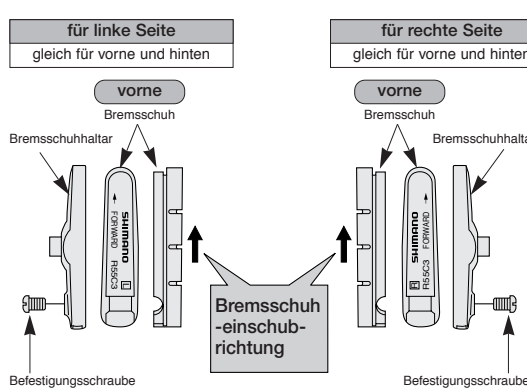 für linke Seite
gleich für vorne und hinten
vorne
Bremsschuh
Bremsschuhhaltar
← FORWARD
SHIMANO
R55C3 L
Befestigungsschraube
Bremsschuh
-einschub-
richtung
für rechte Seite
gleich für vorne und hinten
vorne
Bremsschuh
Bremsschuhhalta
SHIMANO
R55C3 R FORWARD →
Befestigungsschraube